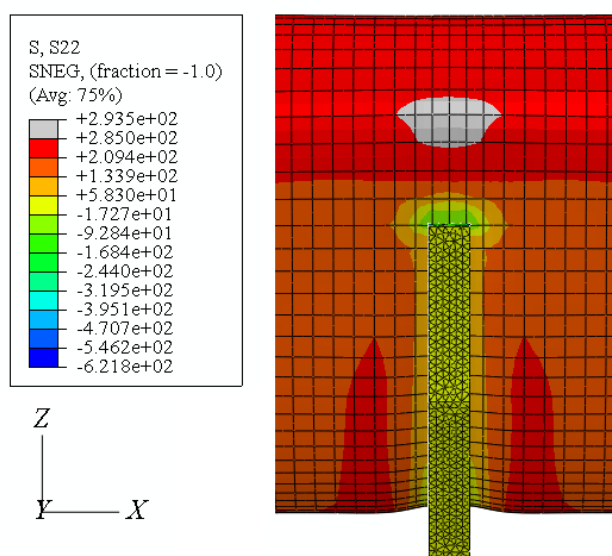 S, S22
SNEG, (fraction = -1.0)
(Avg: 75%)
+2.935e+02
+2.850e+02
+2.094e+02
+1.339e+02
+5.830e+01
-1.727e+01
-9.284e+01
-1.684e+02
-2.440e+02
-3.195e+02
-3.951e+02
-4.707e+02
-5.462e+02
-6.218e+02
Z
Y X